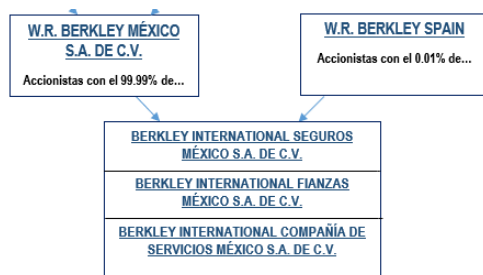 W.R. BERKLEY MÉXICO
S.A. DE C.V.
Accionistas con el 99.99% de...
W.R. BERKLEY SPAIN
Accionistas con el 0.01% de...
BERKLEY INTERNATIONAL SEGUROS
MÉXICO S.A. DE C.V.
BERKLEY INTERNATIONAL FIANZAS
MÉXICO S.A. DE C.V.
BERKLEY INTERNATIONAL COMPAÑÍA DE
SERVICIOS MÉXICO S.A. DE C.V.